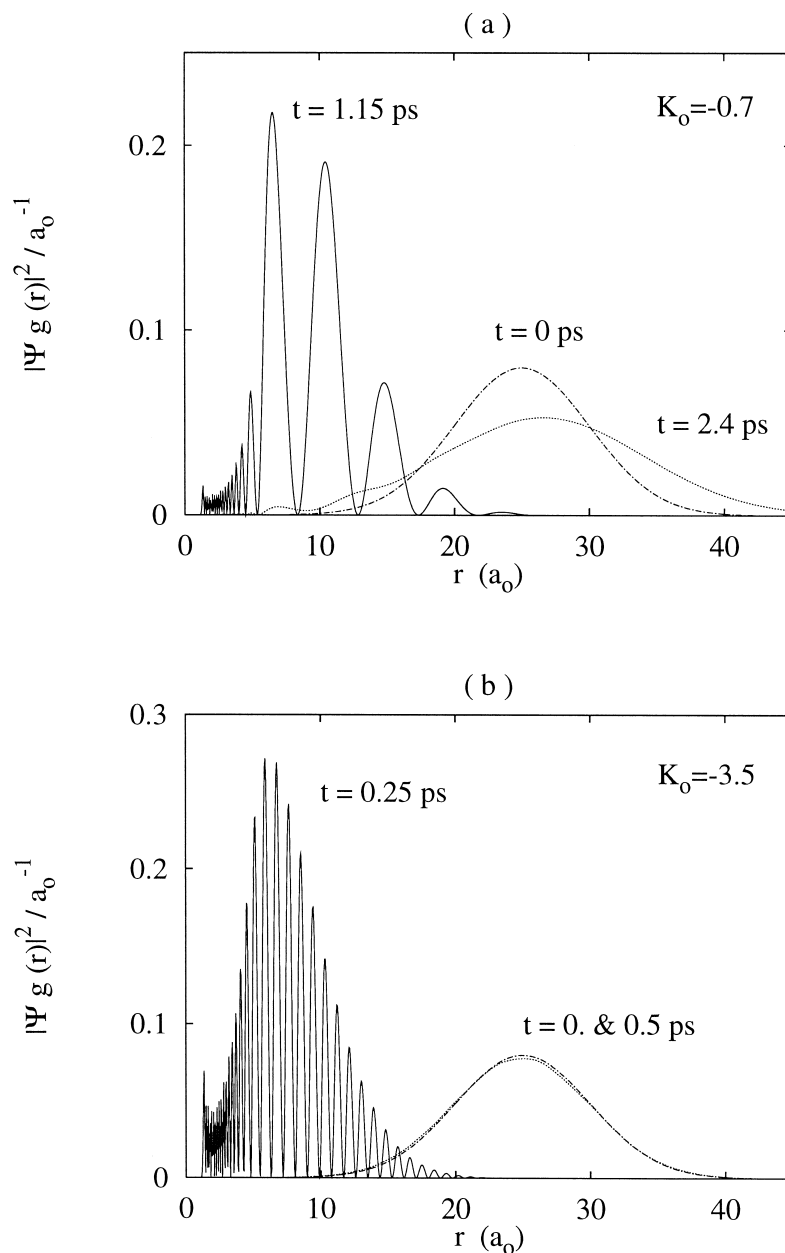 ( a )
t = 1.15 ps
K₀=-0.7
0.2
t = 0 ps
0.1
t = 2.4 ps
0
0 10 20 30 40
r (a₀)
|Ψ g (r)|² / a₀⁻¹
( b )
0.3
K₀=-3.5
t = 0.25 ps
0.2
t = 0. & 0.5 ps
0.1
0
0 10 20 30 40
r (a₀)
|Ψ g (r)|² / a₀⁻¹